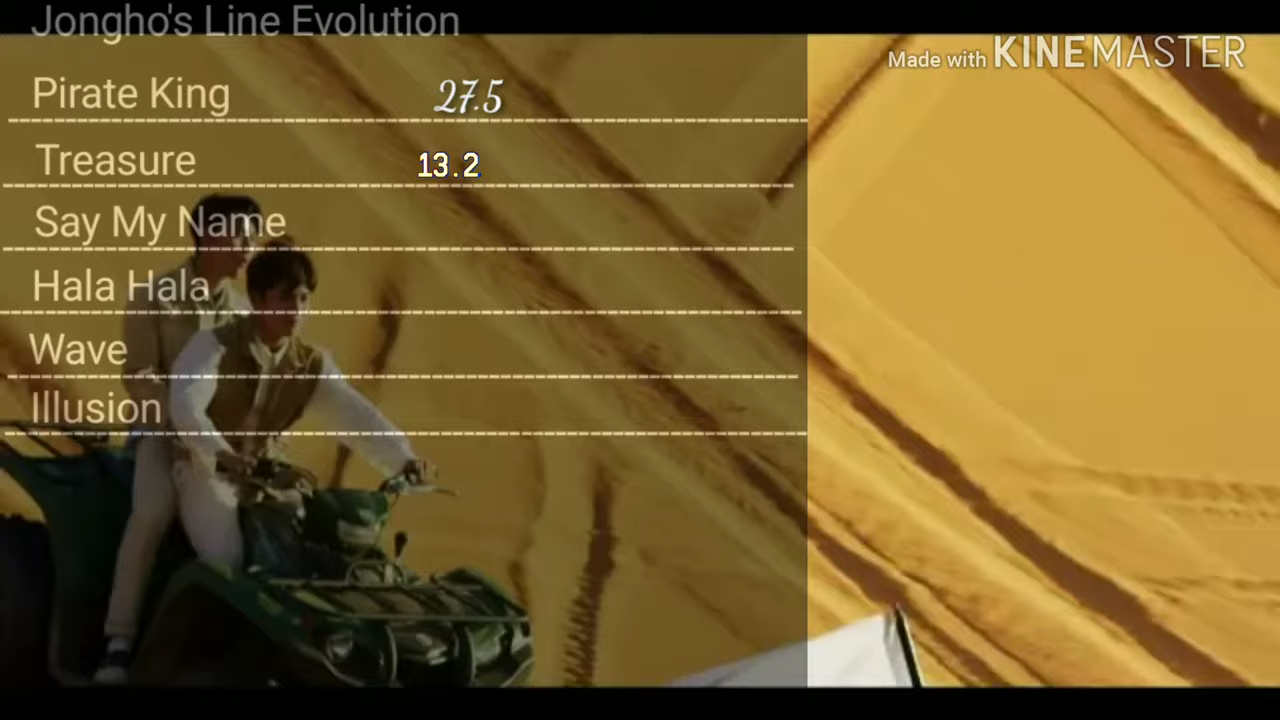 Jongho's Line Evolution
Made with KINEMASTER
Pirate King 27.5
Treasure 13.2
Say My Name
Hala Hala
Wave
Illusion